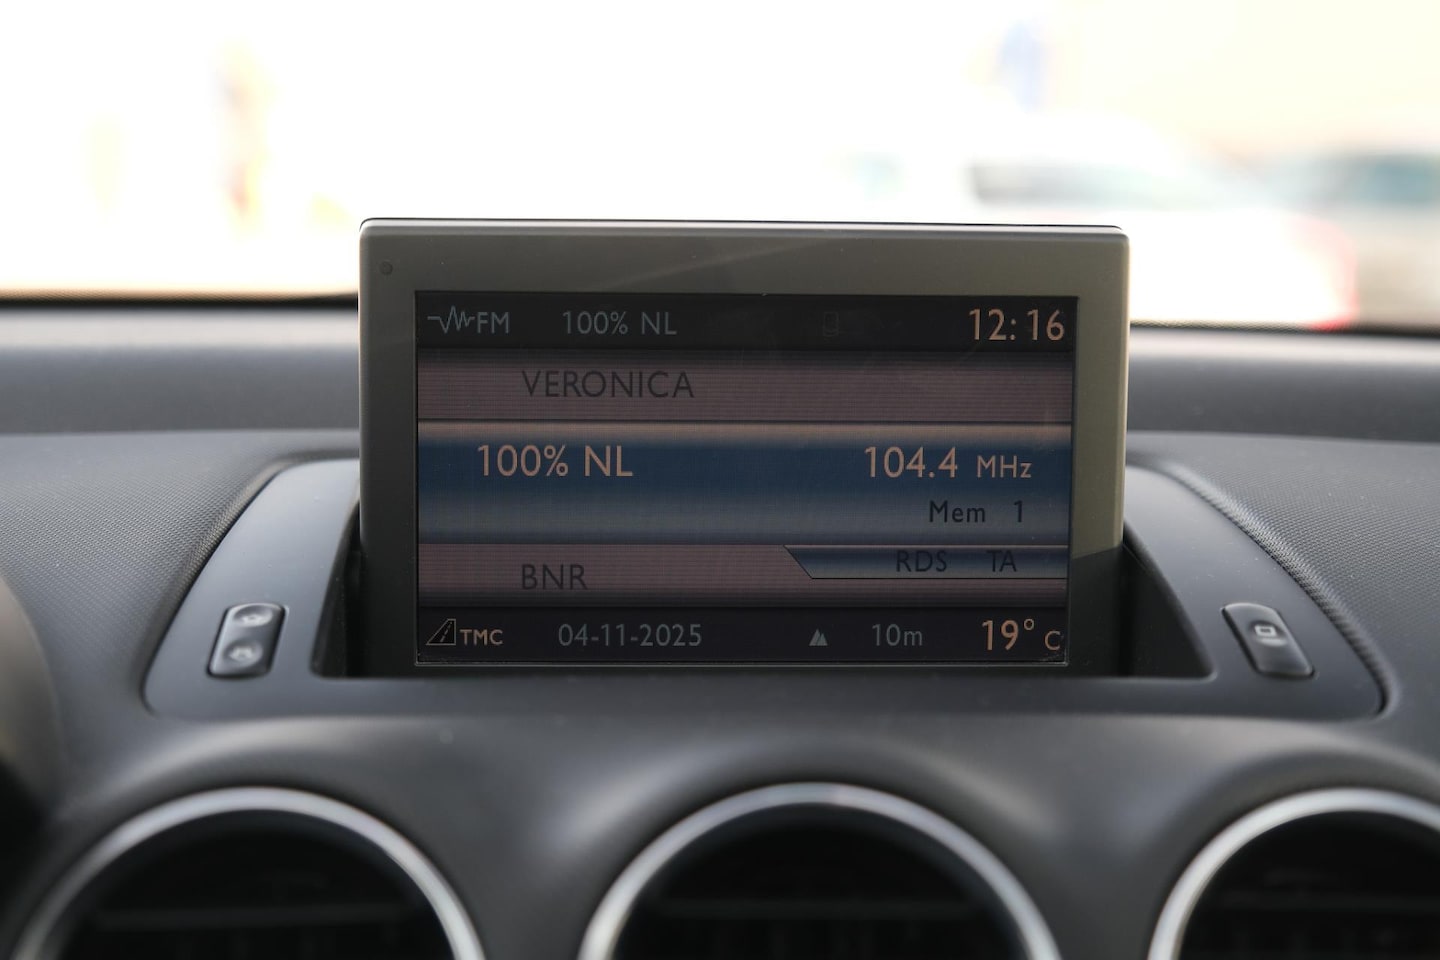 FM 100% NL 12:16
VERONICA
100% NL 104.4 MHz
Mem 1
RDS TA
BNR
TMC 04-11-2025 10m 19° C